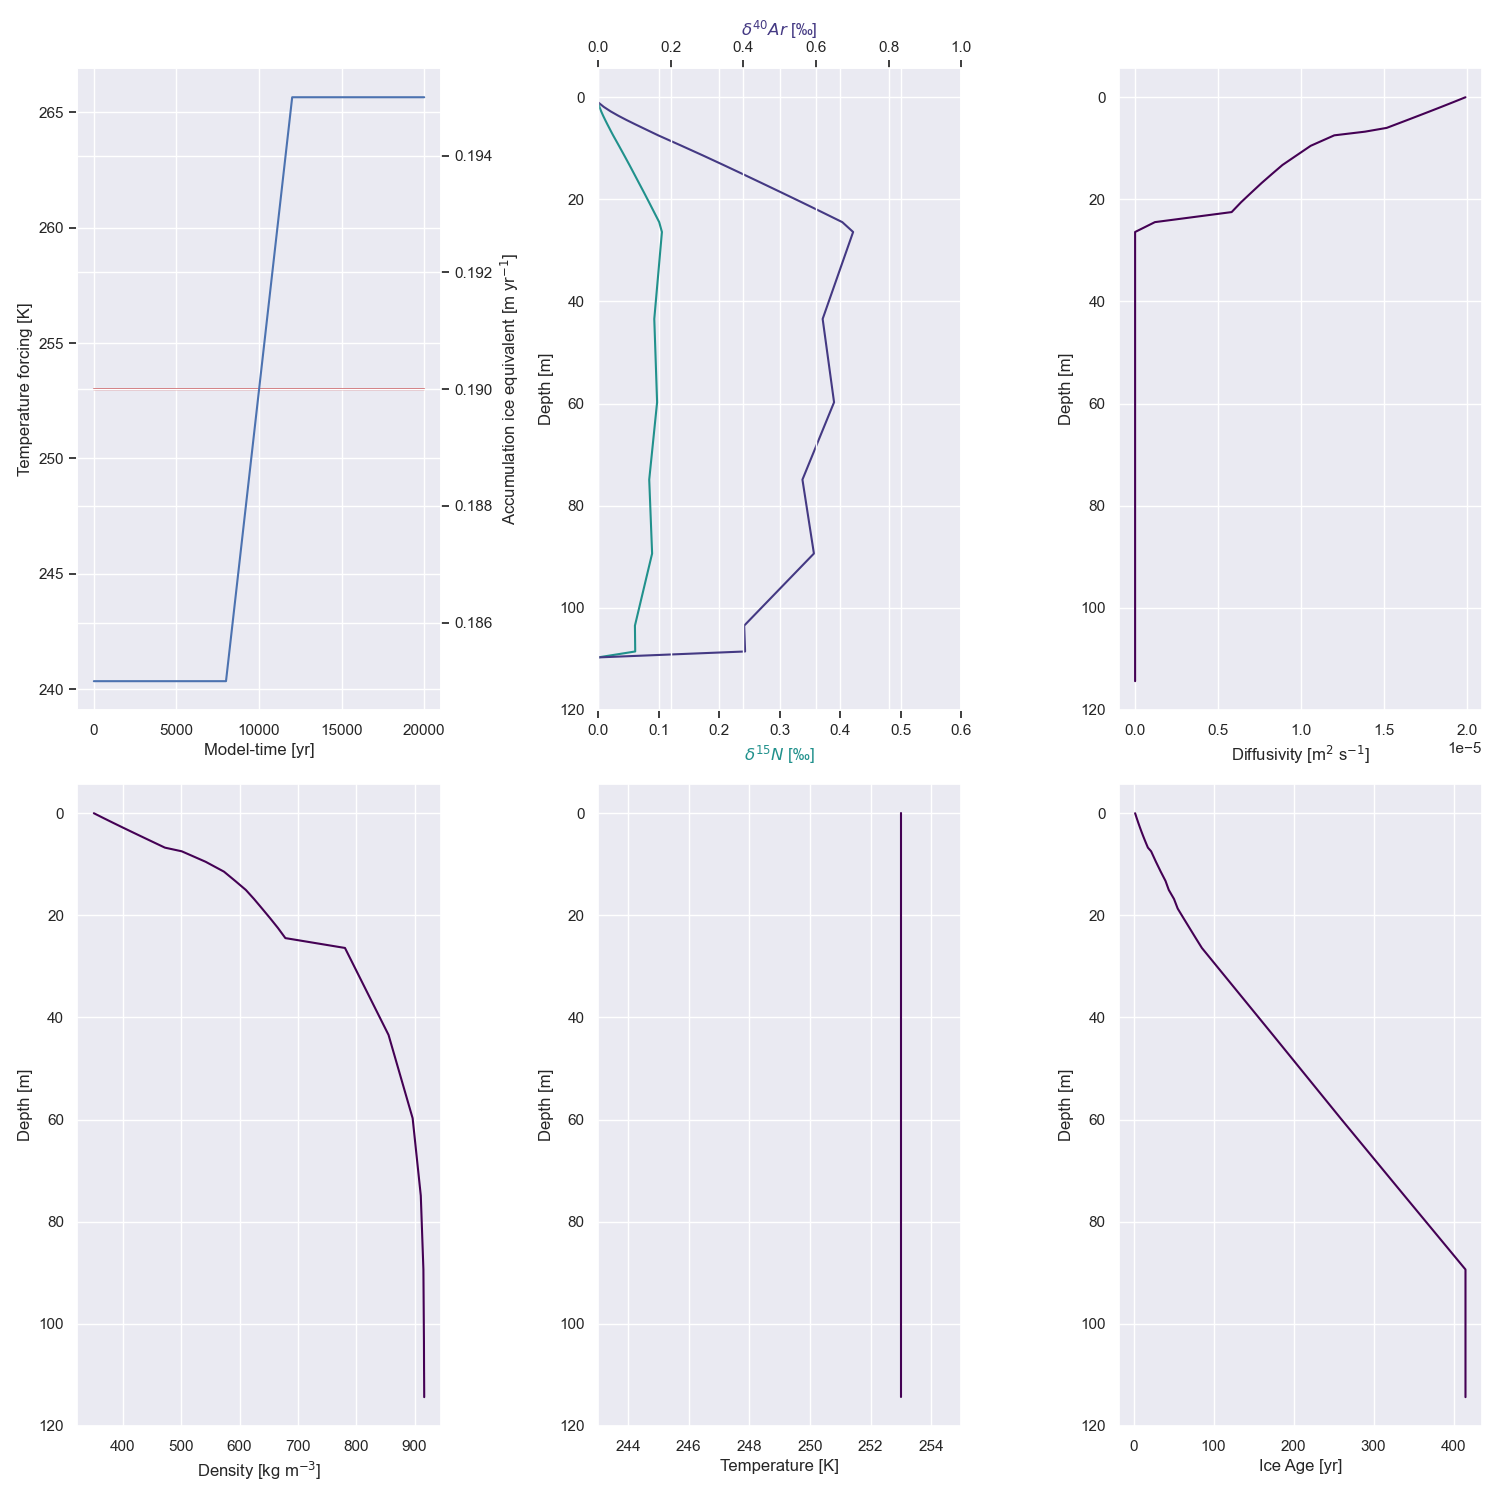 δ⁴⁰Ar [‰]
0.0 0.2 0.4 0.6 0.8 1.0
Temperature forcing [K]
265
260
255
250
245
240
0 5000 10000 15000 20000
Model-time [yr]
0.194
0.192
0.190
0.188
0.186
Accumulation ice equivalent [m yr⁻¹]
Depth [m]
0
20
40
60
80
100
120
0.0 0.1 0.2 0.3 0.4 0.5 0.6
δ¹⁵N [‰]
Depth [m]
0
20
40
60
80
100
120
0.0 0.5 1.0 1.5 2.0
1e−5
Diffusivity [m² s⁻¹]
Depth [m]
0
20
40
60
80
100
120
400 500 600 700 800 900
Density [kg m⁻³]
Depth [m]
0
20
40
60
80
100
120
244 246 248 250 252 254
Temperature [K]
Depth [m]
0
20
40
60
80
100
120
0 100 200 300 400
Ice Age [yr]